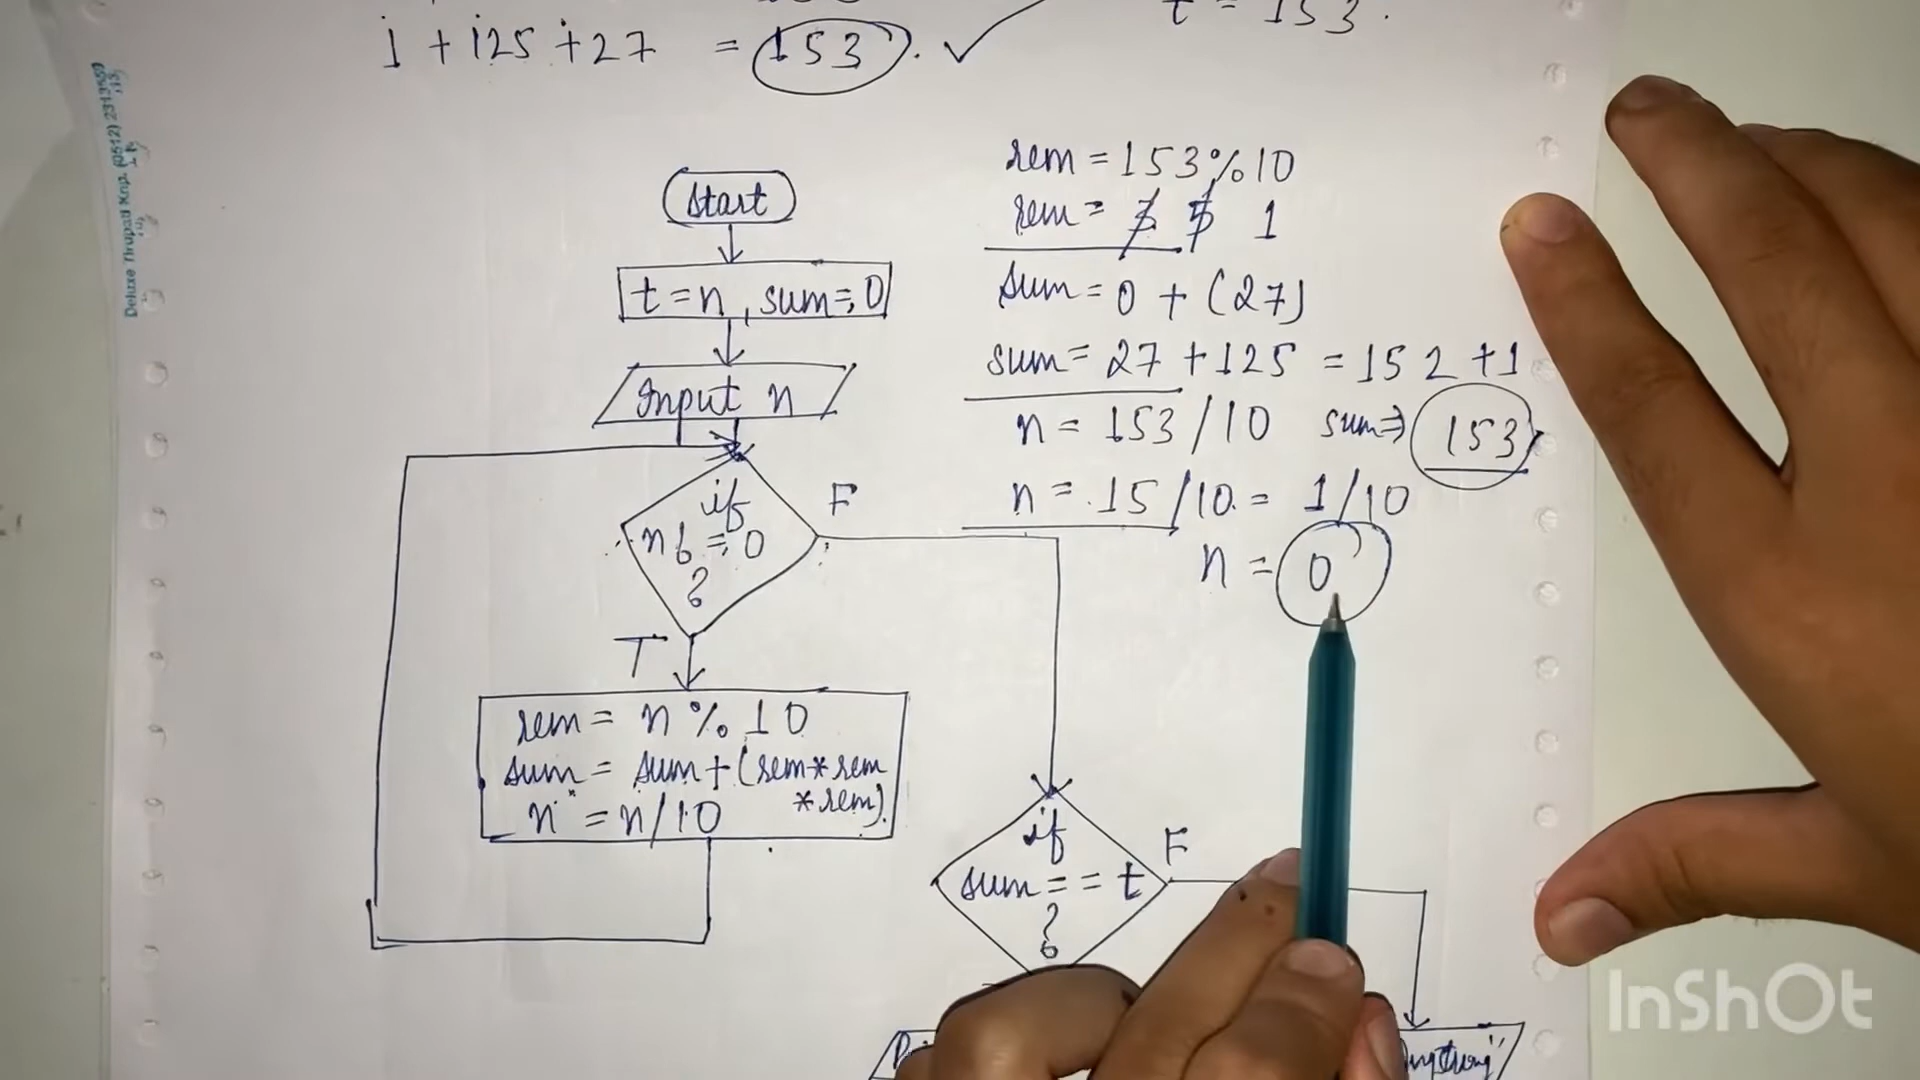 1 + 125 + 27 = 153. ✓
t = 153.
start
t = n, sum = 0
Input n
if
n != 0
?
F
T
rem = n % 10
sum = sum + (rem * rem
* rem)
n = n/10
if
sum == t
?
F
rem = 153 % 10
rem = 3 5 1
sum = 0 + (27)
sum = 27 + 125 = 152 + 1
n = 153/10 sum ⇒ 153
n = 15/10 = 1/10
n = 0
InShOt